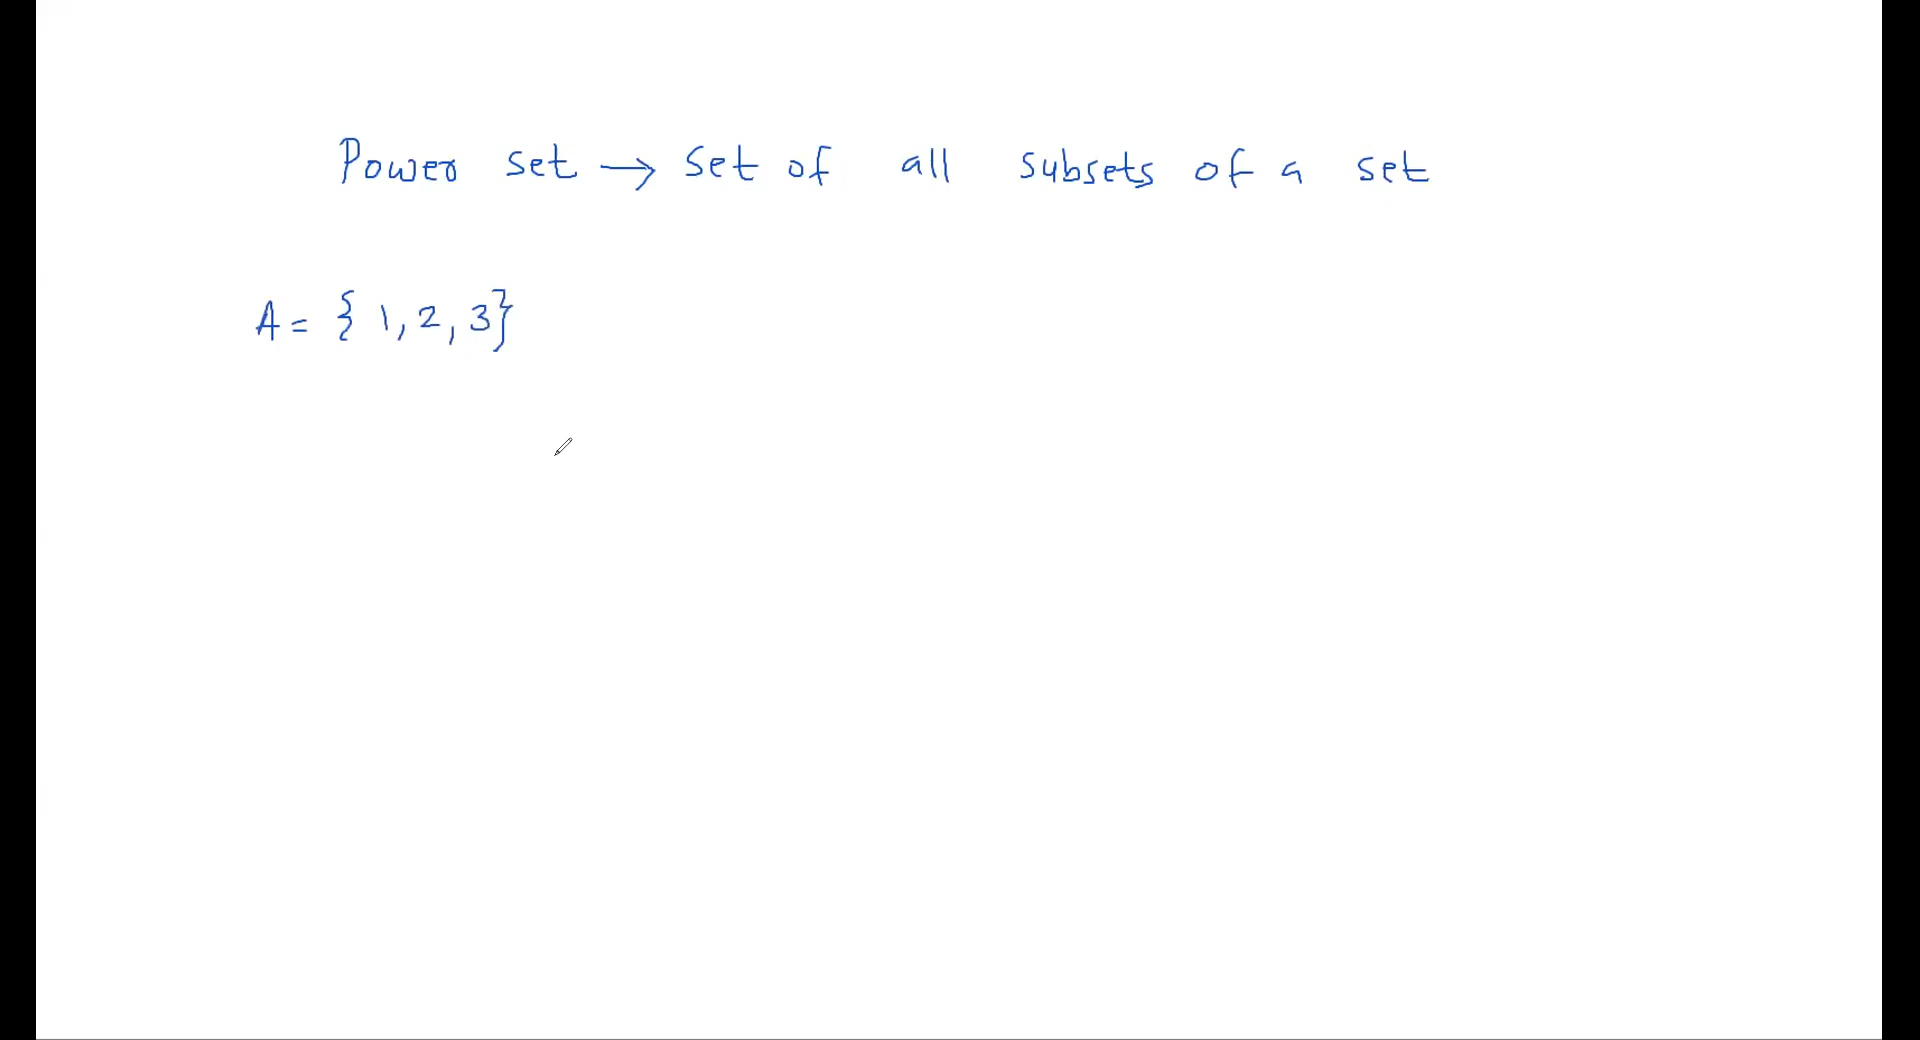 Power set → set of all subsets of a set
A = { 1, 2, 3}